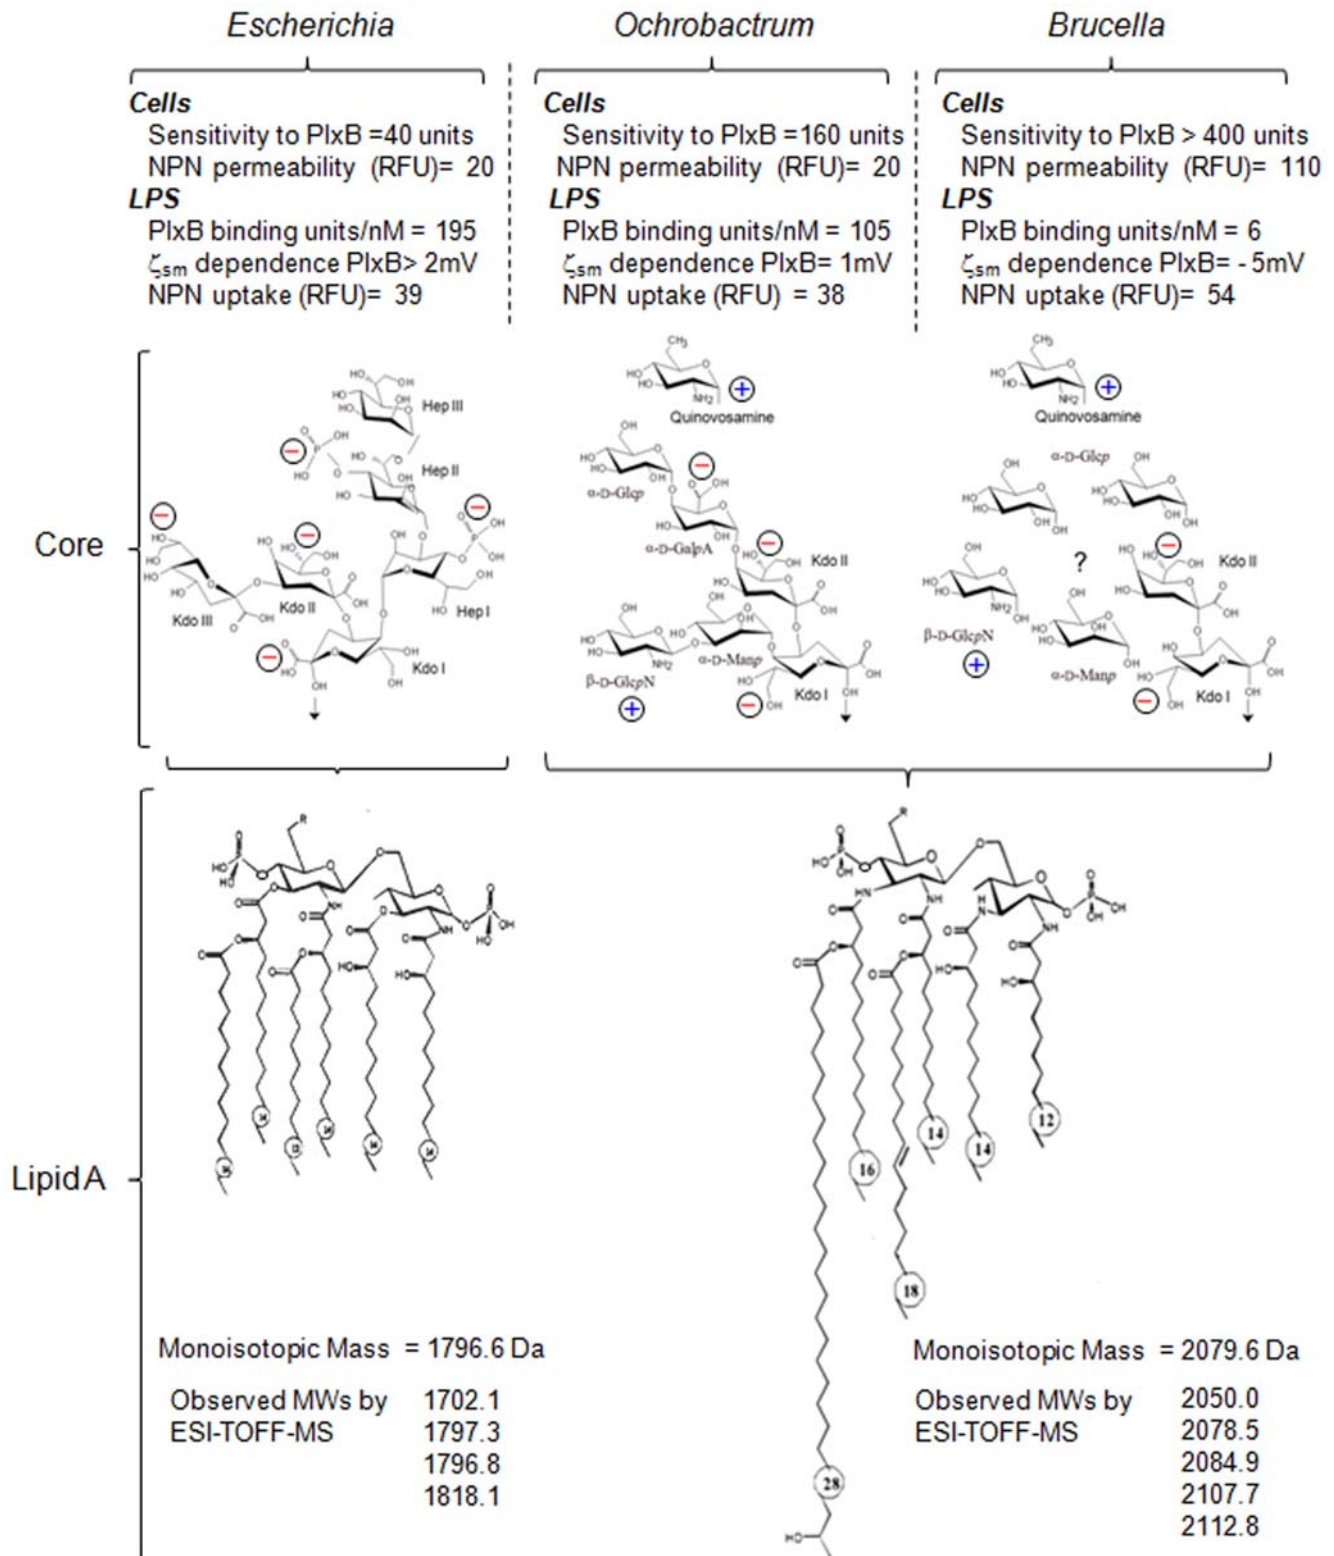 Escherichia
Ochrobactrum
Brucella
Cells
Sensitivity to PlxB =40 units
NPN permeability (RFU)= 20
LPS
PlxB binding units/nM = 195
ζsm dependence PlxB> 2mV
NPN uptake (RFU)= 39
Cells
Sensitivity to PlxB =160 units
NPN permeability (RFU)= 20
LPS
PlxB binding units/nM = 105
ζsm dependence PlxB= 1mV
NPN uptake (RFU) = 38
Cells
Sensitivity to PlxB > 400 units
NPN permeability (RFU)= 110
LPS
PlxB binding units/nM = 6
ζsm dependence PlxB= - 5mV
NPN uptake (RFU)= 54
Core
Hep III
Hep II
Hep I
Kdo III
Kdo II
Kdo I
CH3
NH2
Quinovosamine
α-D-Glcp
α-D-GalpA
Kdo II
α-D-Manp
NH2
β-D-GlcpN
Kdo I
CH3
NH2
Quinovosamine
α-D-Glcp
?
Kdo II
NH2
β-D-GlcpN
α-D-Manp
Kdo I
Lipid A
R
R
16
14
14
12
18
28
HO
Monoisotopic Mass = 1796.6 Da
Observed MWs by
ESI-TOFF-MS
1702.1
1797.3
1796.8
1818.1
Monoisotopic Mass = 2079.6 Da
Observed MWs by
ESI-TOFF-MS
2050.0
2078.5
2084.9
2107.7
2112.8